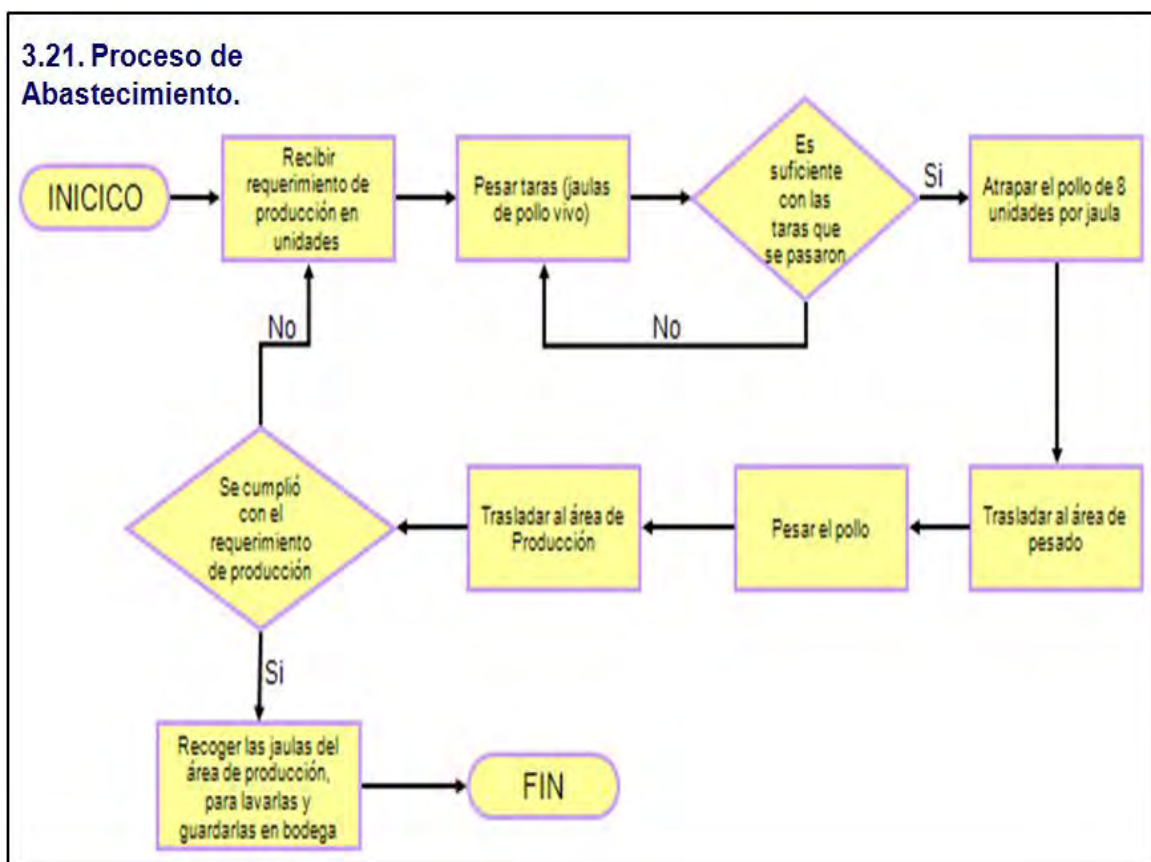 3.21. Proceso de
Abastecimiento.
INICICO
Recibir
requerimiento de
producción en
unidades
Pesar taras (jaulas
de pollo vivo)
Es
suficiente
con las
taras que
se pasaron
Si
Atrapar el pollo de 8
unidades por jaula
No
No
Se cumplió
con el
requerimiento
de producción
Trasladar al área de
Producción
Pesar el pollo
Trasladar al área de
pesado
Si
Recoger las jaulas del
área de producción,
para lavarlas y
guardarlas en bodega
FIN